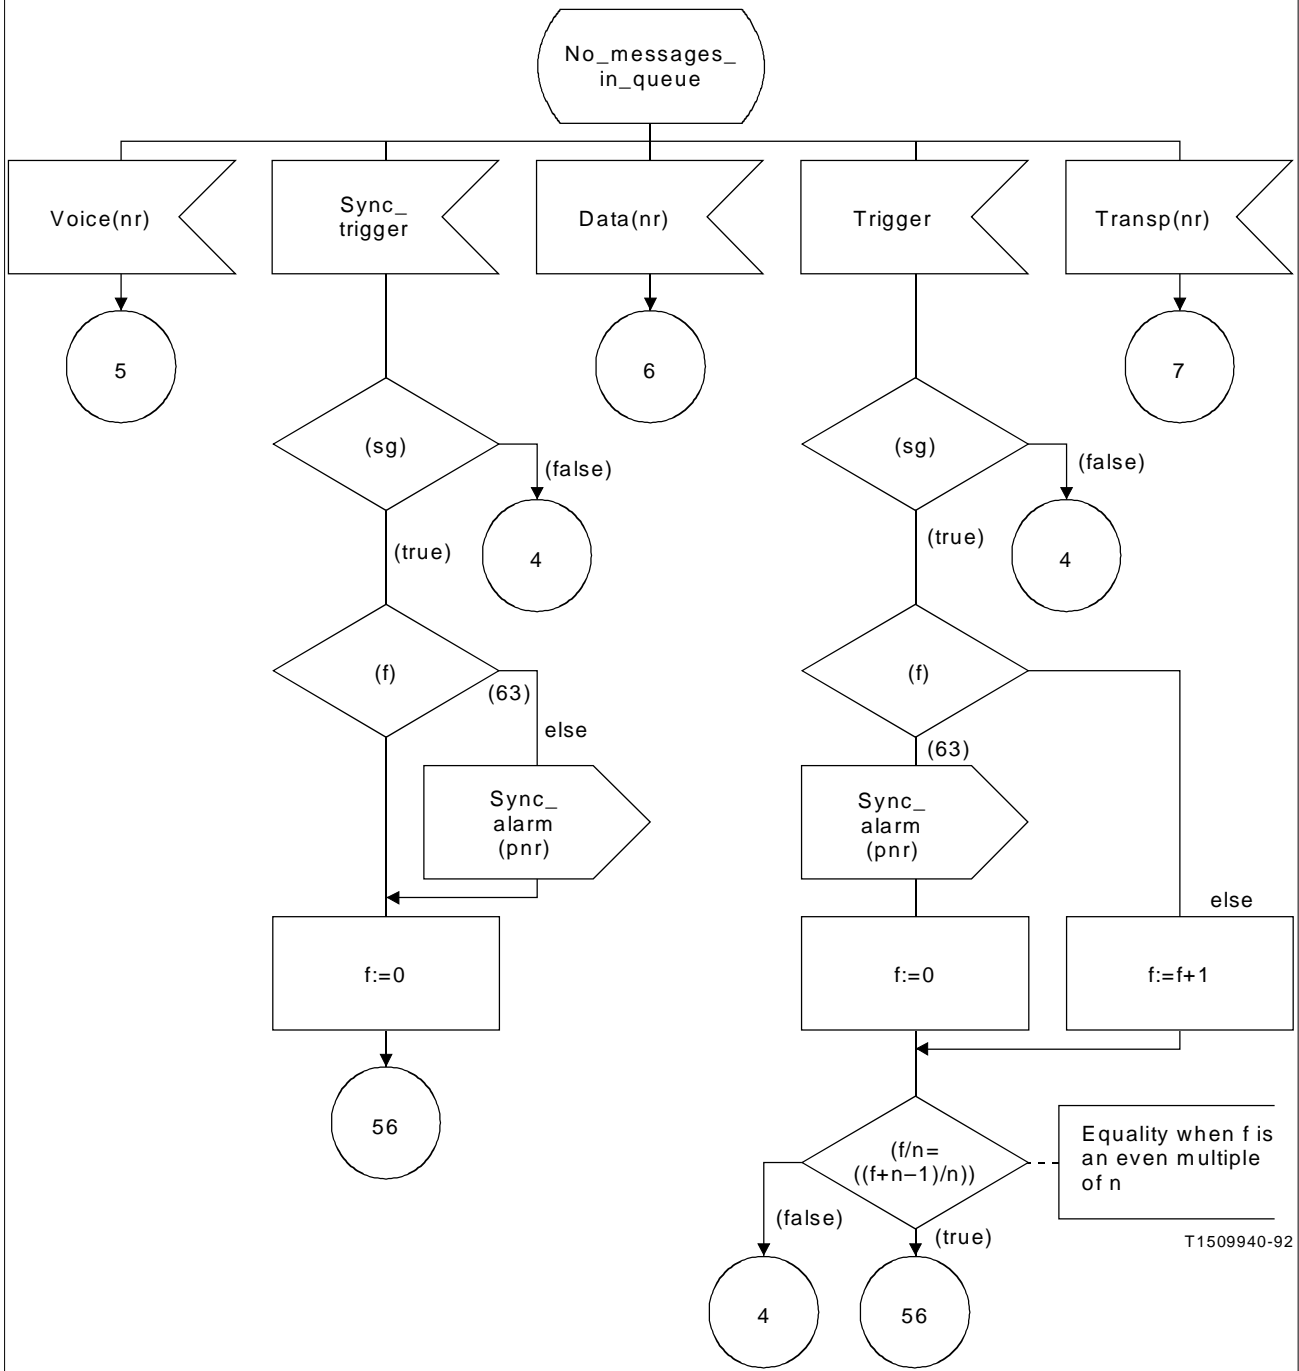 No_messages_
in_queue
Voice(nr)
Sync_
trigger
Data(nr)
Trigger
Transp(nr)
5
6
7
(sg)
(false)
(sg)
(false)
(true)
4
(true)
4
(f)
(63)
else
(f)
(63)
Sync_
alarm
(pnr)
Sync_
alarm
(pnr)
else
f:=0
f:=0
f:=f+1
56
(f/n=
((f+n–1)/n))
Equality when f is
an even multiple
of n
(false)
(true)
T1509940-92
4
56